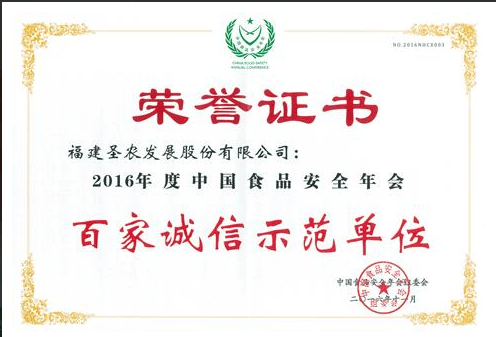 CHINA FOOD SAFETY
ANNUAL CONFERENCE
荣誉证书
福建圣农发展股份有限公司：
2016年度中国食品安全年会
百家诚信示范单位
中国食品安全年会组委会
二〇一六年十一月